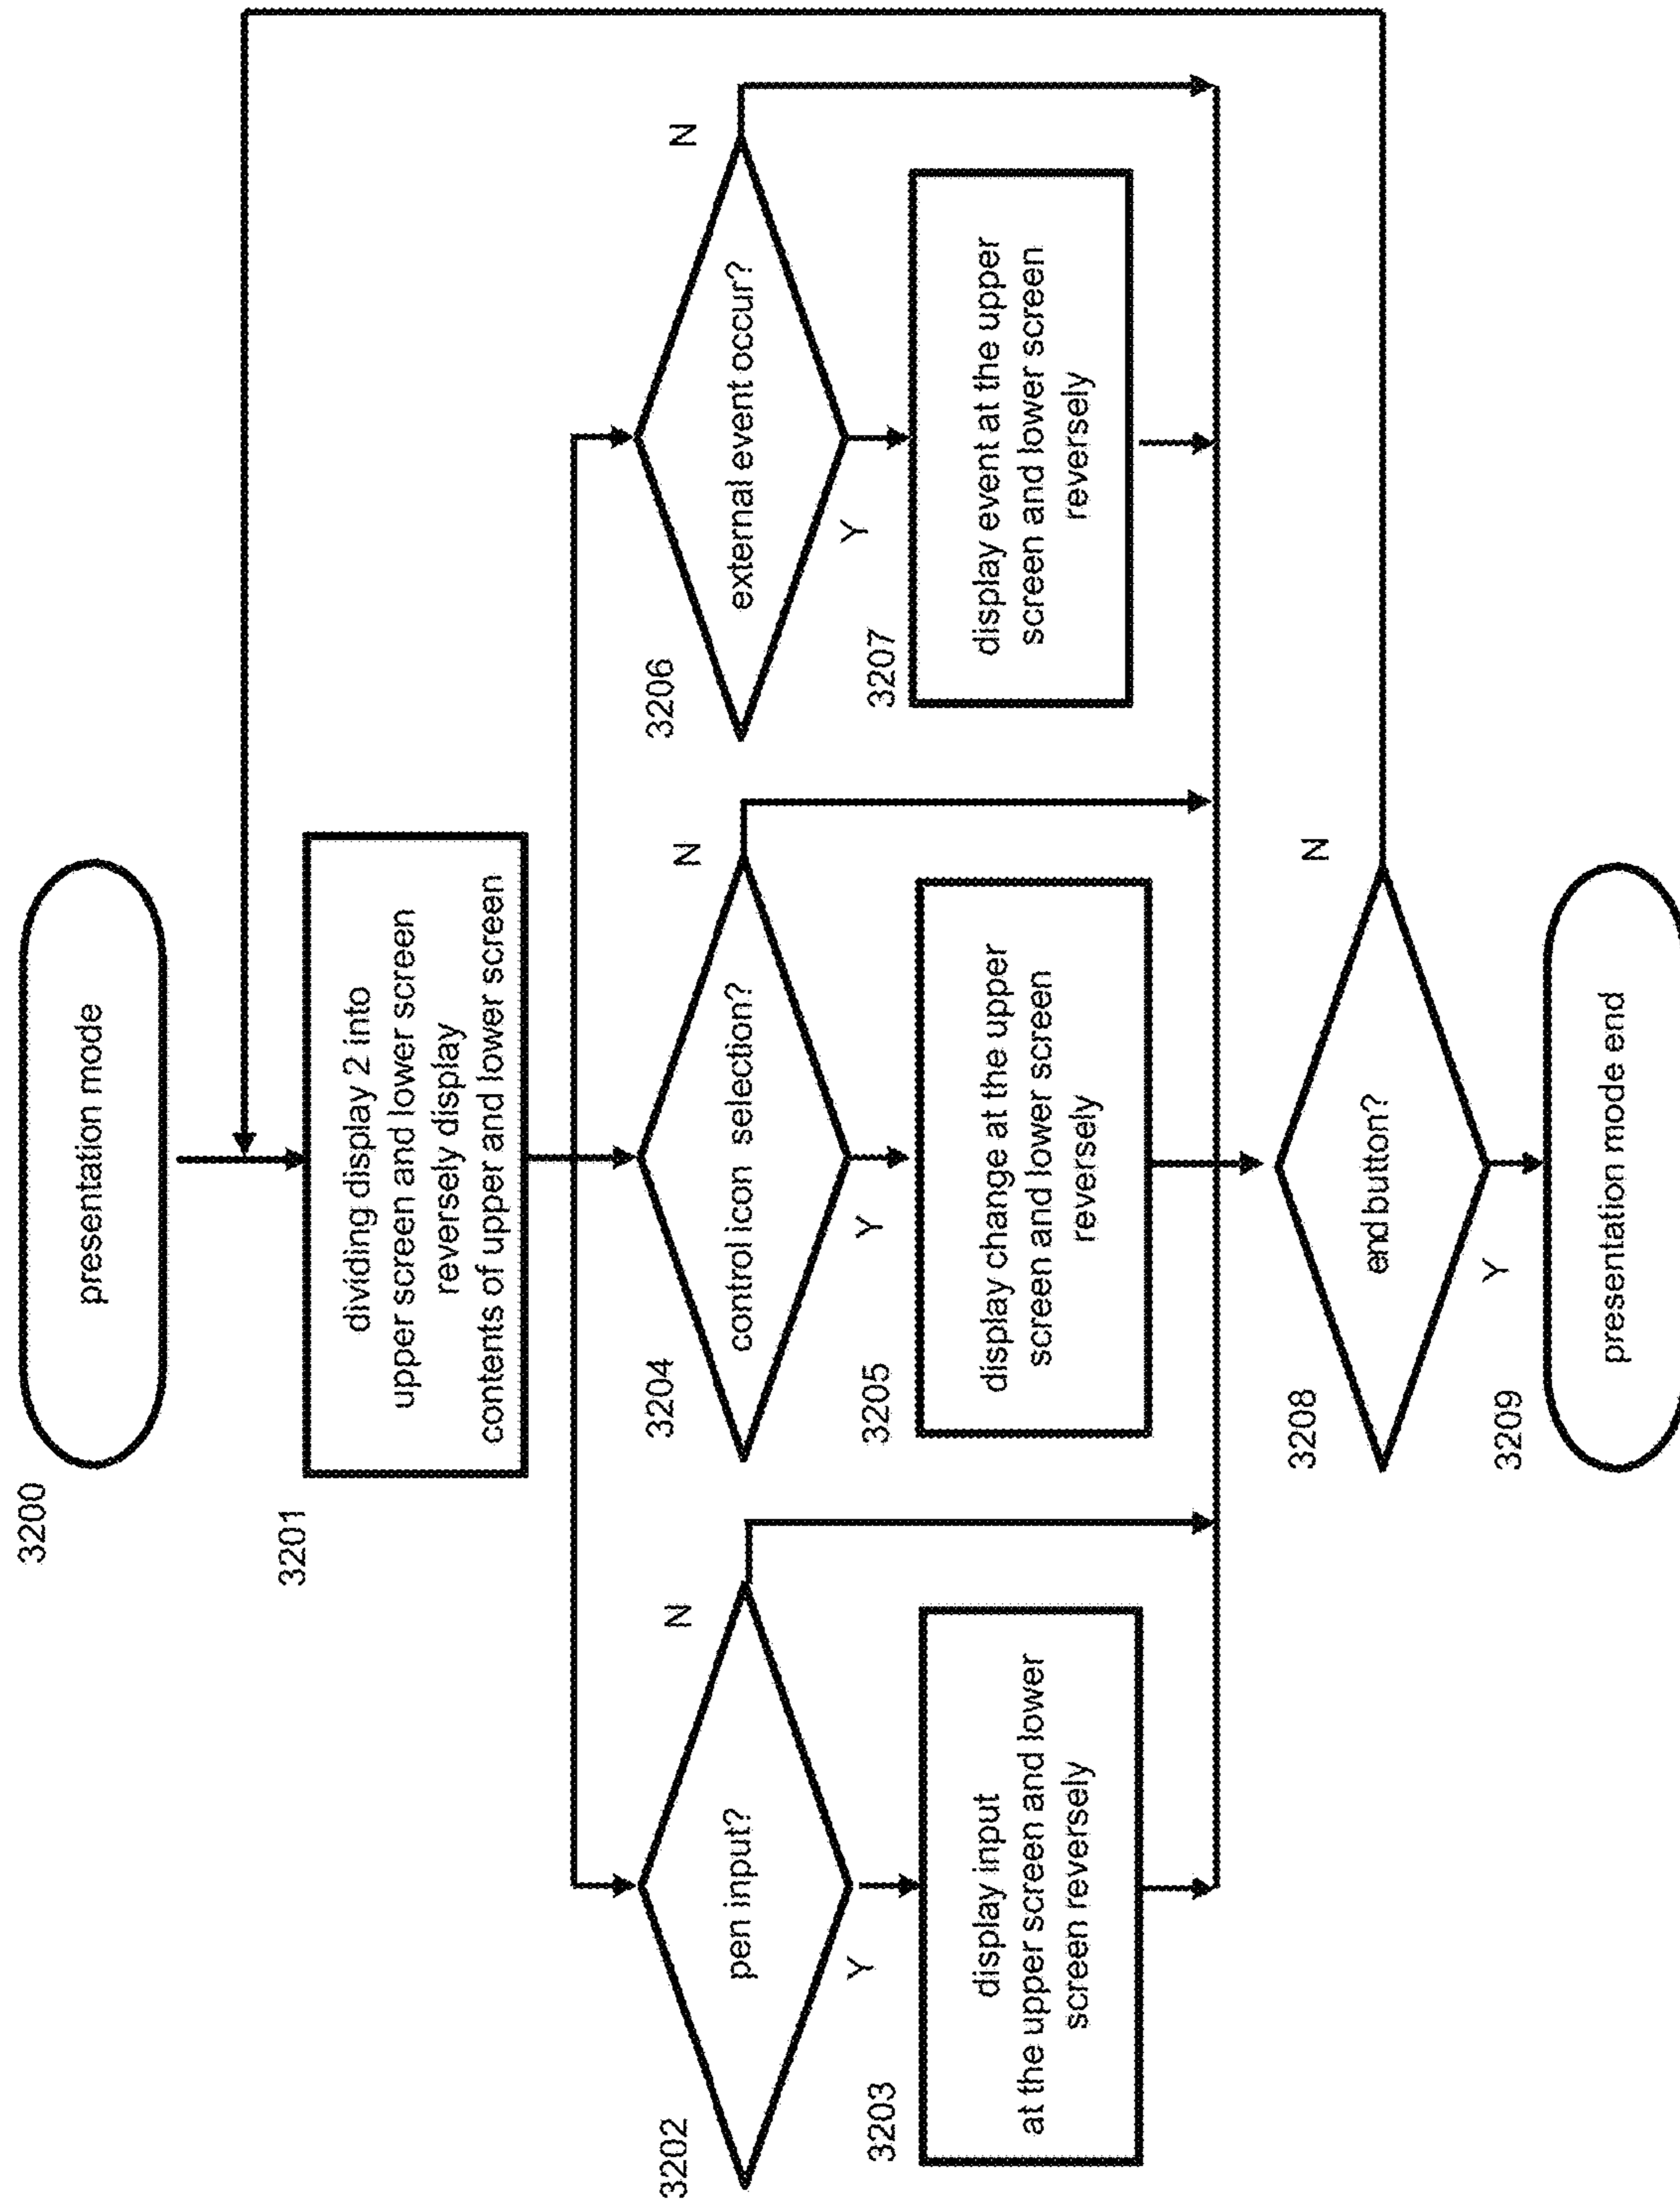 3200
presentation mode
3201
dividing display 2 into
upper screen and lower screen
reversely display
contents of upper and lower screen
3202
pen input?
N
Y
3203
display input
at the upper screen and lower
screen reversely
3204
control icon selection?
N
Y
3205
display change at the upper
screen and lower screen
reversely
3206
external event occur?
N
Y
3207
display event at the upper
screen and lower screen
reversely
3208
end button?
N
Y
3209
presentation mode end